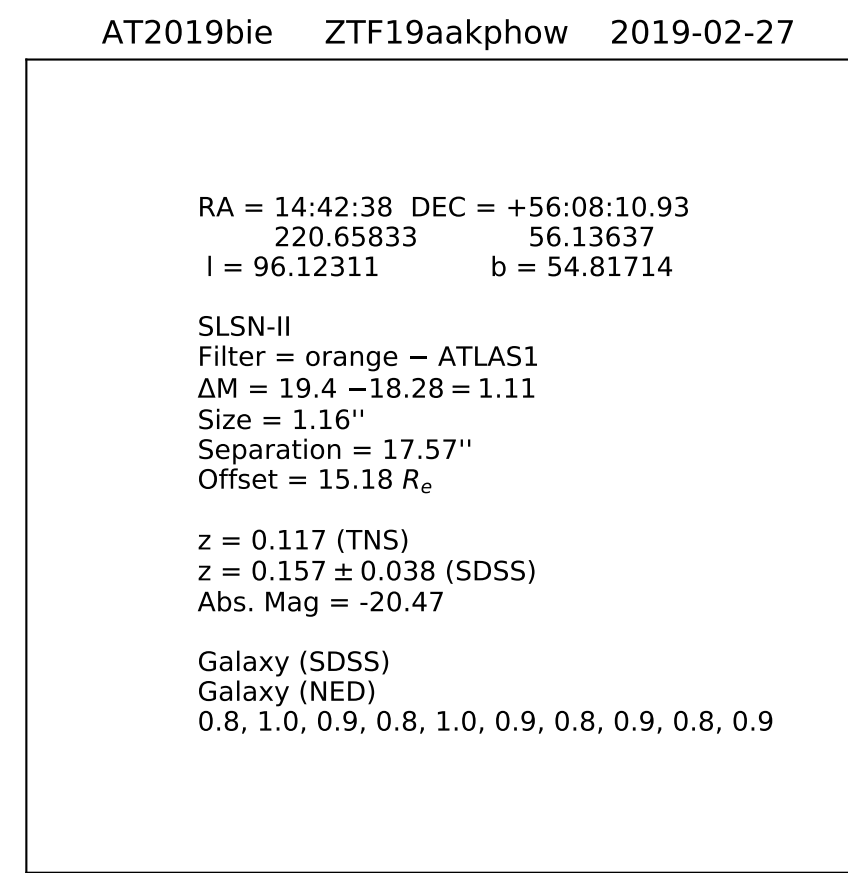 AT2019bie ZTF19aakphow 2019-02-27
RA = 14:42:38 DEC = +56:08:10.93
220.65833 56.13637
l = 96.12311 b = 54.81714
SLSN-II
Filter = orange − ATLAS1
ΔM = 19.4 −18.28 = 1.11
Size = 1.16''
Separation = 17.57''
Offset = 15.18 Rₑ
z = 0.117 (TNS)
z = 0.157 ± 0.038 (SDSS)
Abs. Mag = -20.47
Galaxy (SDSS)
Galaxy (NED)
0.8, 1.0, 0.9, 0.8, 1.0, 0.9, 0.8, 0.9, 0.8, 0.9